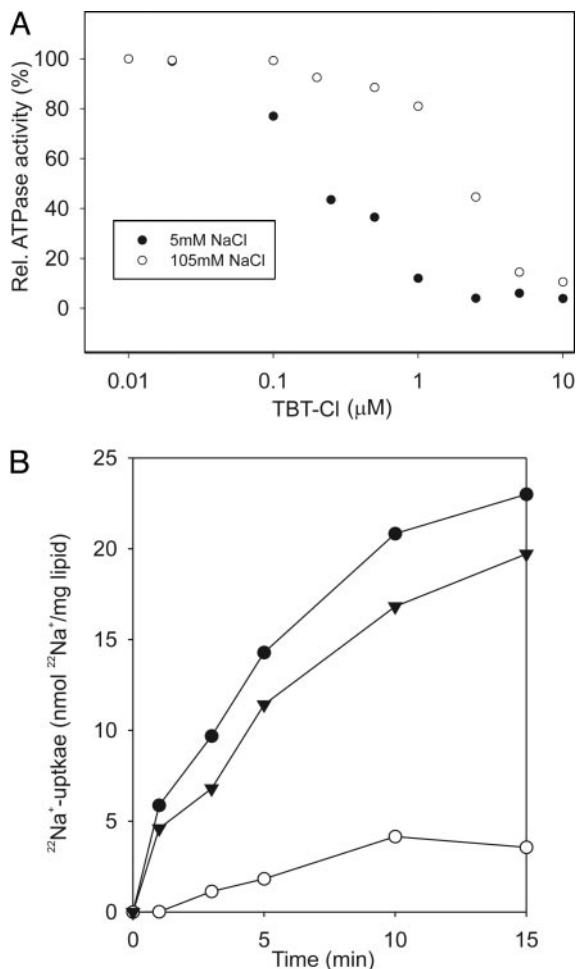 A
Rel. ATPase activity (%)
100
80
60
40
20
0
5mM NaCl
105mM NaCl
0.01 0.1 1 10
TBT-Cl (μM)
B
²²Na⁺-uptkae (nmol ²²Na⁺/mg lipid)
25
20
15
10
5
0
0 5 10 15
Time (min)